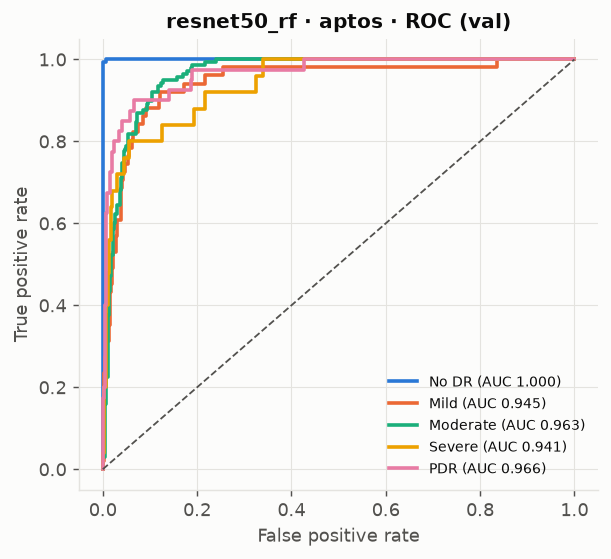 resnet50_rf · aptos · ROC (val)
1.0
0.8
0.6
0.4
0.2
0.0
True positive rate
No DR (AUC 1.000)
Mild (AUC 0.945)
Moderate (AUC 0.963)
Severe (AUC 0.941)
PDR (AUC 0.966)
0.0 0.2 0.4 0.6 0.8 1.0
False positive rate